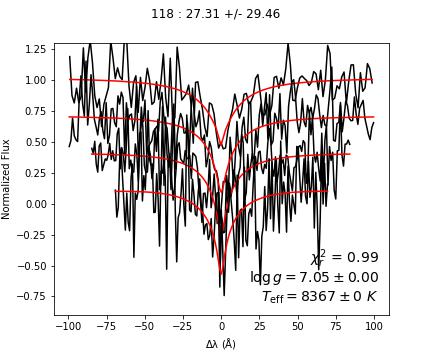 118 : 27.31 +/- 29.46
1.25
1.00
0.75
0.50
0.25
0.00
−0.25
−0.50
−0.75
Normalized Flux
χ²ᵣ = 0.99
log g = 7.05 ± 0.00
T_eff = 8367 ± 0 K
−100 −75 −50 −25 0 25 50 75 100
Δλ (Å)